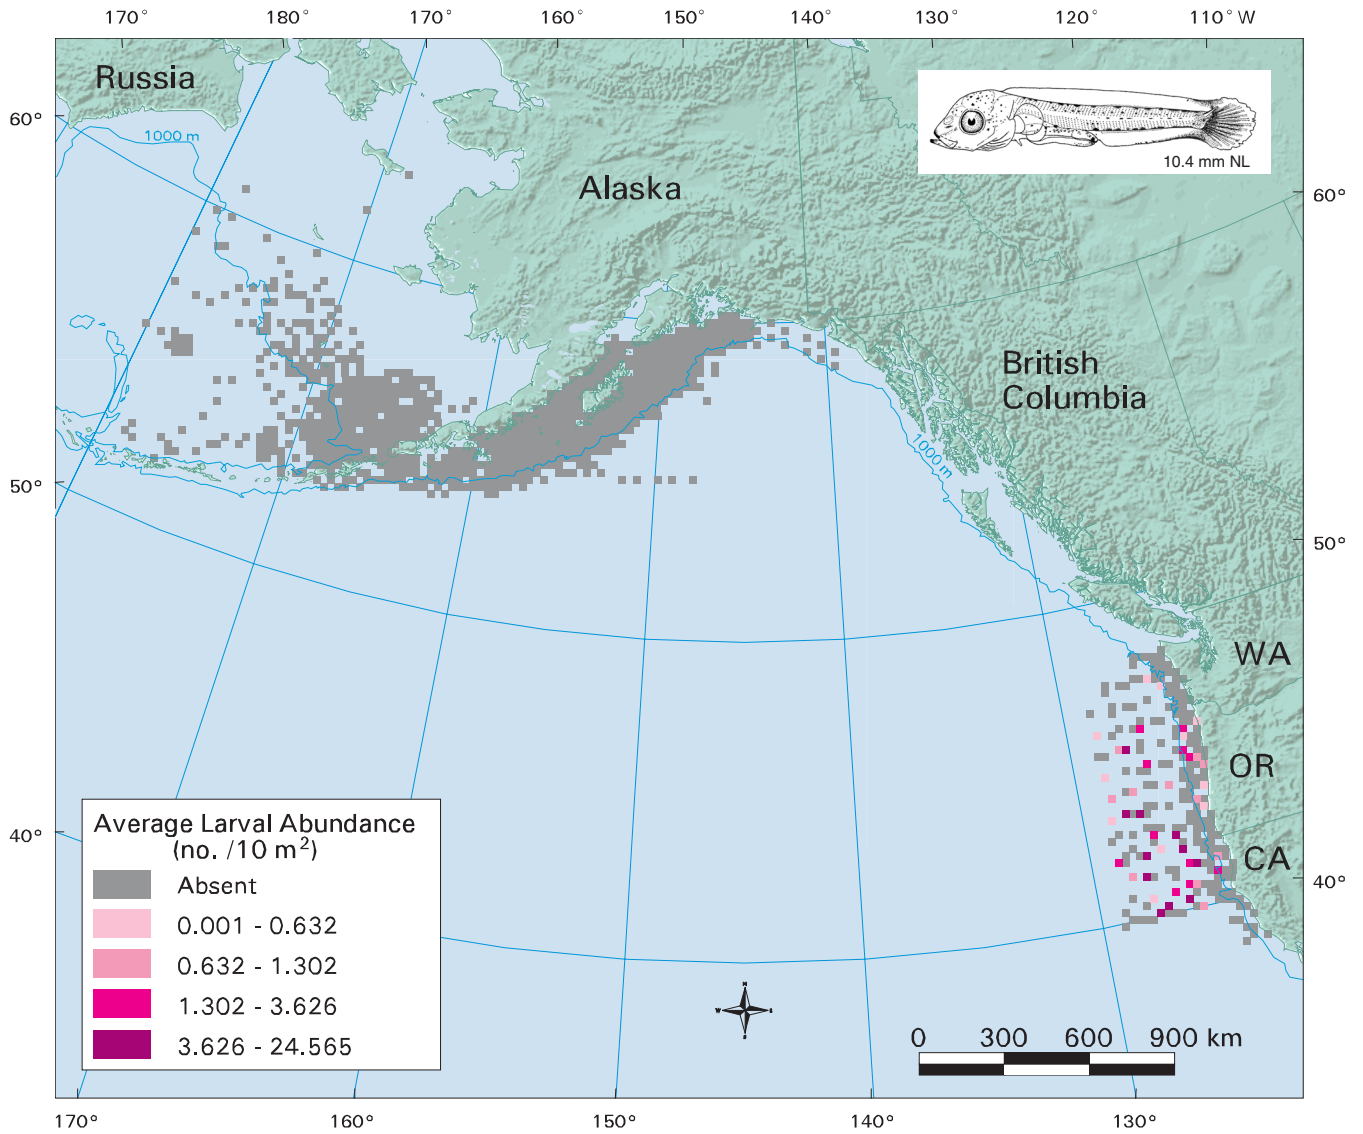 170° 180° 170° 160° 150° 140° 130° 120° 110° W
Russia
1000 m
60°
10.4 mm NL
Alaska
60°
British
Columbia
1000 m
50°
50°
WA
OR
CA
40°
40°
Average Larval Abundance
(no. /10 m²)
Absent
0.001 - 0.632
0.632 - 1.302
1.302 - 3.626
3.626 - 24.565
N
W
S
0 300 600 900 km
170° 160° 150° 140° 130°